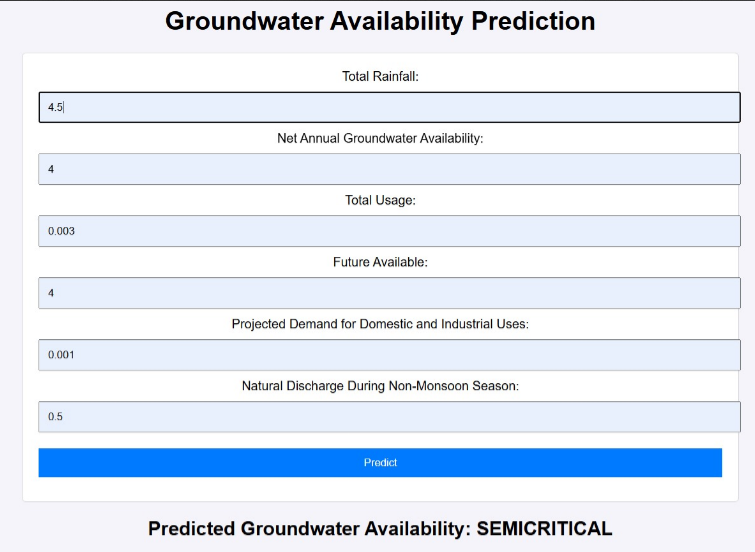 Groundwater Availability Prediction
Total Rainfall:
4.5
Net Annual Groundwater Availability:
4
Total Usage:
0.003
Future Available:
4
Projected Demand for Domestic and Industrial Uses:
0.001
Natural Discharge During Non-Monsoon Season:
0.5
Predict
Predicted Groundwater Availability: SEMICRITICAL